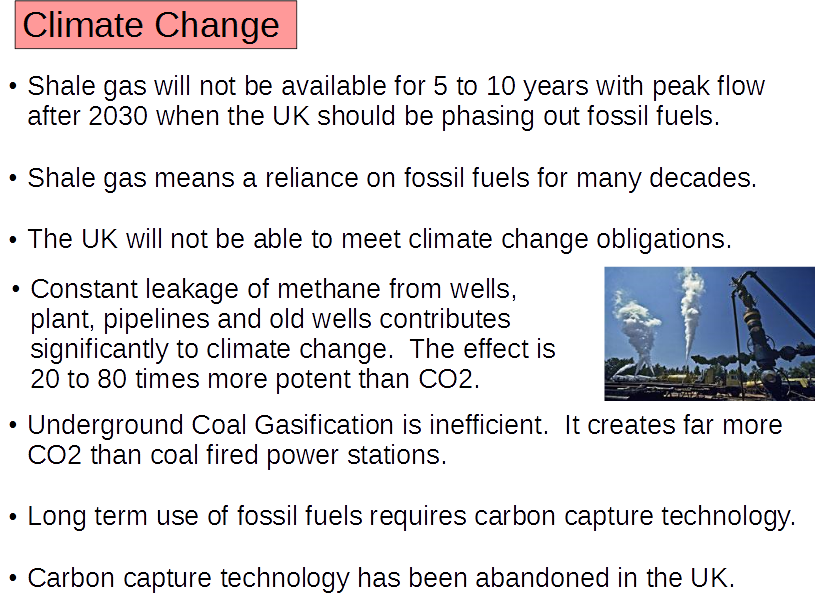 Climate Change
• Shale gas will not be available for 5 to 10 years with peak flow
after 2030 when the UK should be phasing out fossil fuels.
• Shale gas means a reliance on fossil fuels for many decades.
• The UK will not be able to meet climate change obligations.
• Constant leakage of methane from wells,
plant, pipelines and old wells contributes
significantly to climate change.  The effect is
20 to 80 times more potent than CO2.
• Underground Coal Gasification is inefficient.  It creates far more
CO2 than coal fired power stations.
• Long term use of fossil fuels requires carbon capture technology.
• Carbon capture technology has been abandoned in the UK.